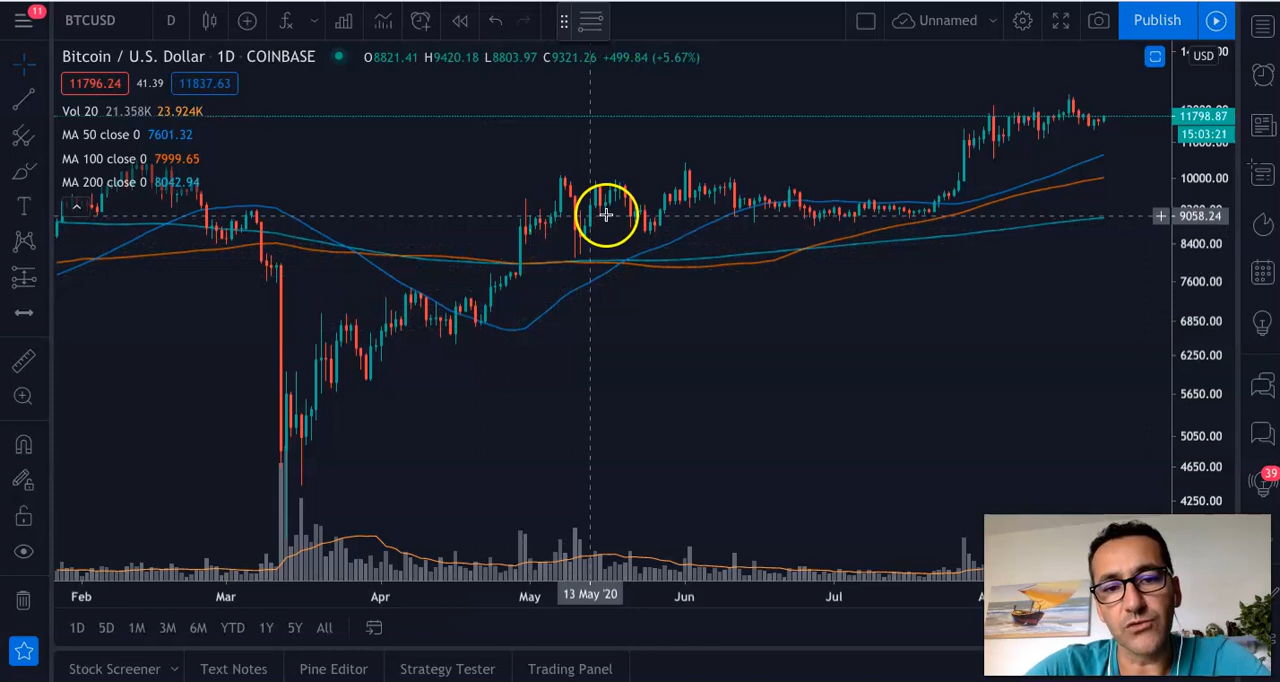 11
BTCUSD D Unnamed Publish
Bitcoin / U.S. Dollar 1D COINBASE O8821.41 H9420.18 L8803.97 C9321.26 +499.84 (+5.67%)
USD
11796.24 41.39 11837.63
Vol 20 21.358K 23.924K
MA 50 close 0 7601.32
MA 100 close 0 7999.65
MA 200 close 0 8042.94
11798.87
15:03:21
11000.00
10000.00
9058.24
8400.00
7600.00
6850.00
6250.00
5650.00
5050.00
4650.00
4250.00
39
Feb Mar Apr May 13 May '20 Jun Jul
1D 5D 1M 3M 6M YTD 1Y 5Y All
Stock Screener Text Notes Pine Editor Strategy Tester Trading Panel